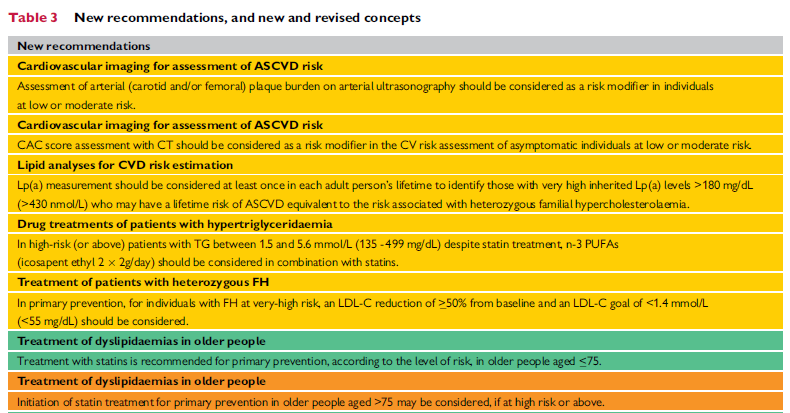 Table 3 New recommendations, and new and revised concepts
New recommendations
Cardiovascular imaging for assessment of ASCVD risk
Assessment of arterial (carotid and/or femoral) plaque burden on arterial ultrasonography should be considered as a risk modifier in individuals
at low or moderate risk.
Cardiovascular imaging for assessment of ASCVD risk
CAC score assessment with CT should be considered as a risk modifier in the CV risk assessment of asymptomatic individuals at low or moderate risk.
Lipid analyses for CVD risk estimation
Lp(a) measurement should be considered at least once in each adult person's lifetime to identify those with very high inherited Lp(a) levels >180 mg/dL
(>430 nmol/L) who may have a lifetime risk of ASCVD equivalent to the risk associated with heterozygous familial hypercholesterolaemia.
Drug treatments of patients with hypertriglyceridaemia
In high-risk (or above) patients with TG between 1.5 and 5.6 mmol/L (135 -499 mg/dL) despite statin treatment, n-3 PUFAs
(icosapent ethyl 2 × 2g/day) should be considered in combination with statins.
Treatment of patients with heterozygous FH
In primary prevention, for individuals with FH at very-high risk, an LDL-C reduction of ≥50% from baseline and an LDL-C goal of <1.4 mmol/L
(<55 mg/dL) should be considered.
Treatment of dyslipidaemias in older people
Treatment with statins is recommended for primary prevention, according to the level of risk, in older people aged ≤75.
Treatment of dyslipidaemias in older people
Initiation of statin treatment for primary prevention in older people aged >75 may be considered, if at high risk or above.